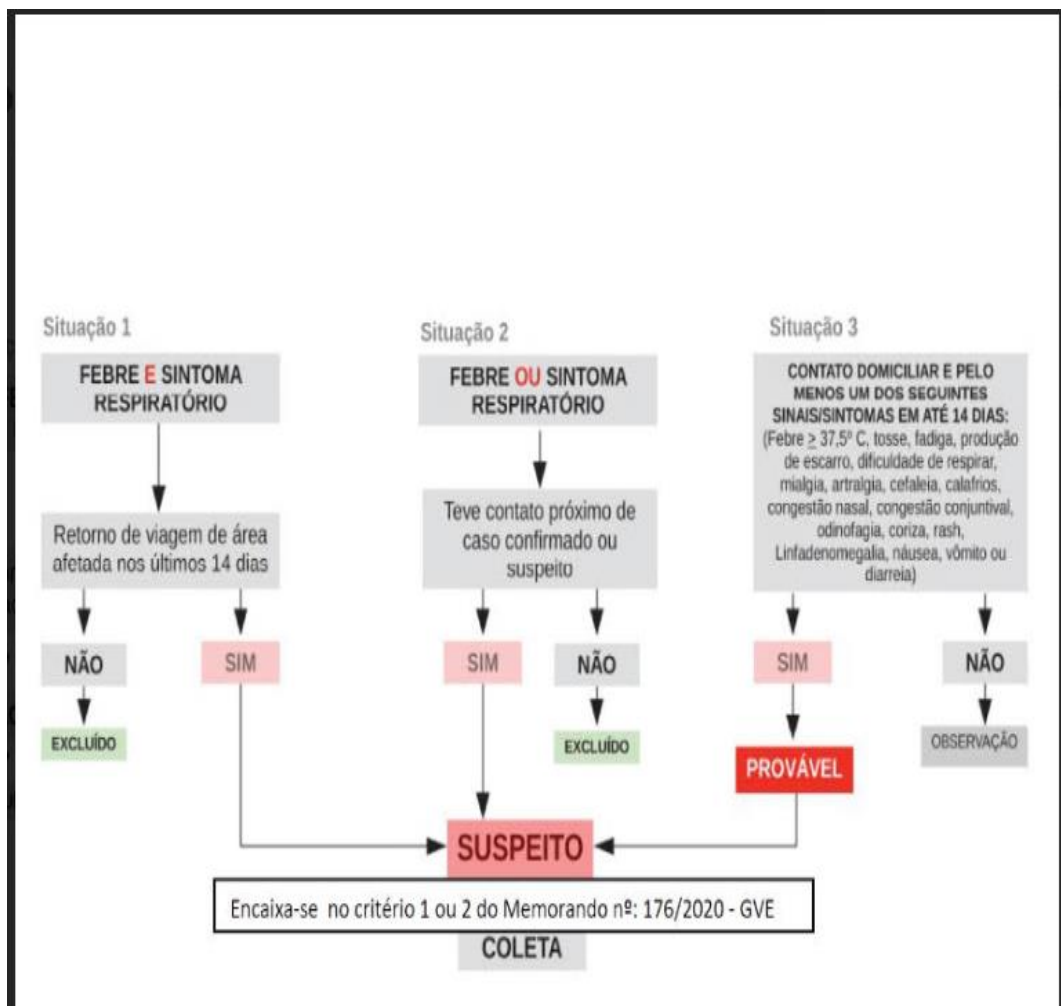 Situação 1
FEBRE E SINTOMA
RESPIRATÓRIO
Retorno de viagem de área
afetada nos últimos 14 dias
NÃO
SIM
EXCLUÍDO
Situação 2
FEBRE OU SINTOMA
RESPIRATÓRIO
Teve contato próximo de
caso confirmado ou
suspeito
SIM
NÃO
EXCLUÍDO
Situação 3
CONTATO DOMICILIAR E PELO
MENOS UM DOS SEGUINTES
SINAIS/SINTOMAS EM ATÉ 14 DIAS:
(Febre ≥ 37,5º C, tosse, fadiga, produção
de escarro, dificuldade de respirar,
mialgia, artralgia, cefaleia, calafrios,
congestão nasal, congestão conjuntival,
odinofagia, coriza, rash,
Linfadenomegalia, náusea, vômito ou
diarreia)
SIM
NÃO
PROVÁVEL
OBSERVAÇÃO
SUSPEITO
Encaixa-se no critério 1 ou 2 do Memorando nº: 176/2020 - GVE
COLETA